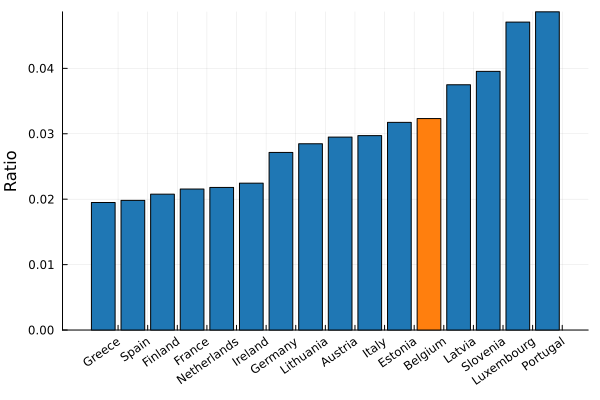 Ratio
0.04
0.03
0.02
0.01
0.00
Greece
Spain
Finland
France
Netherlands
Ireland
Germany
Lithuania
Austria
Italy
Estonia
Belgium
Latvia
Slovenia
Luxembourg
Portugal